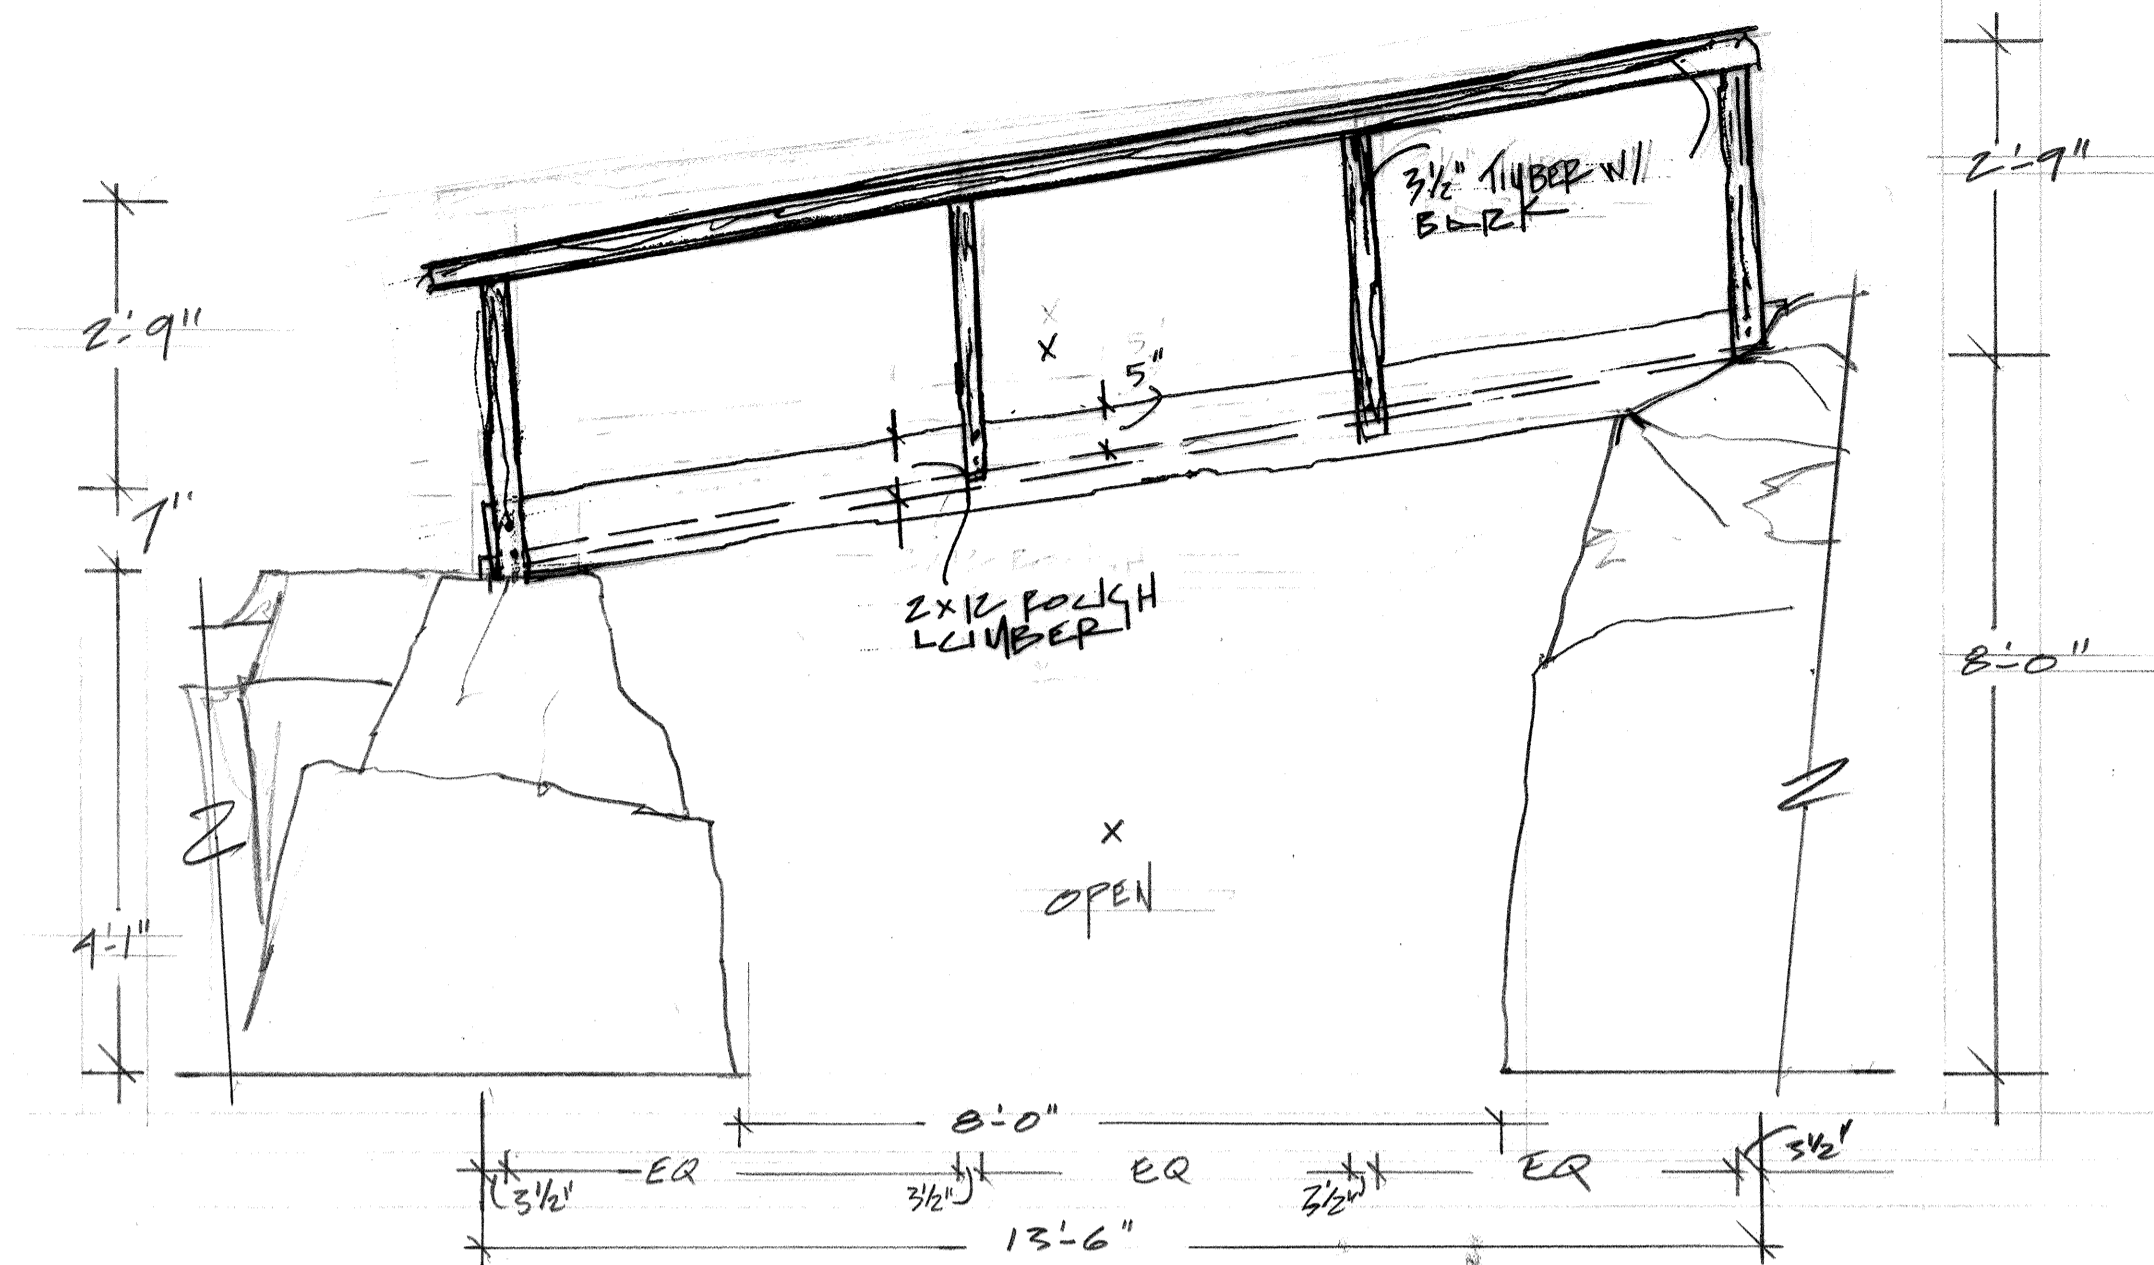 2'-9"
3½" TIMBER W/
BARK
2'-9"
5"
7"
2x12 ROUGH
LUMBER
8'-0"
x
x
OPEN
4'-1"
8'-0"
EQ
EQ
EQ
3½"
3½"
3½"
3½"
13'-6"